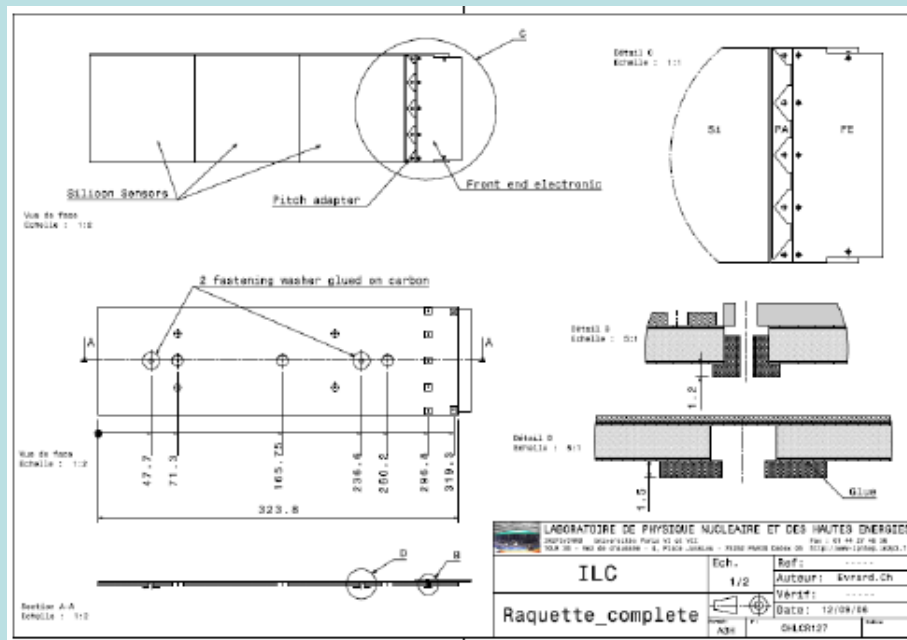 C
Silicon Sensors
Pitch adapter
Front end electronic
Vue de face
Echelle : 1:2
Détail C
Echelle : 1:1
Si
PA
FE
2 fastening washer glued on carbon
A
A
Vue de face
Echelle : 1:2
47.7
71.3
165.75
236.6
260.2
296.8
319.3
323.8
Détail B
Echelle : 5:1
1.2
Détail D
Echelle : 5:1
1.5
Glue
D
B
Section A-A
Echelle : 1:2
LABORATOIRE DE PHYSIQUE NUCLEAIRE ET DES HAUTES ENERGIES
ILC
Ech.
1/2
Ref: -----
Auteur: Evrard.Ch
Vérif: -----
Date: 12/09/06
Raquette_complete
A3H